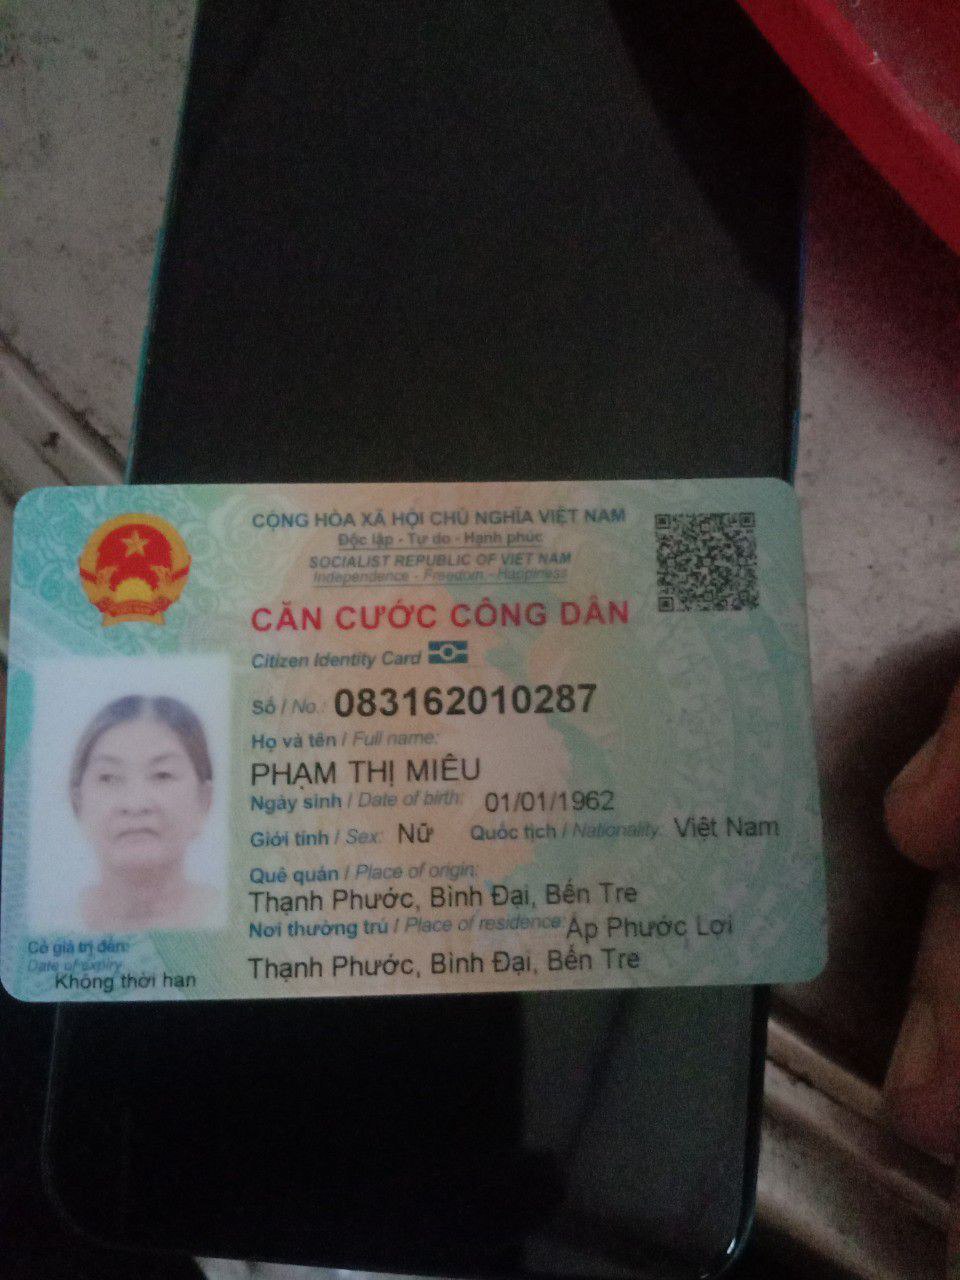 CỘNG HÒA XÃ HỘI CHỦ NGHĨA VIỆT NAM
Độc lập - Tự do - Hạnh phúc
SOCIALIST REPUBLIC OF VIET NAM
Independence - Freedom - Happiness
CĂN CƯỚC CÔNG DÂN
Citizen Identity Card
Số / No.: 083162010287
Họ và tên / Full name:
PHẠM THỊ MIÊU
Ngày sinh / Date of birth: 01/01/1962
Giới tính / Sex: Nữ Quốc tịch / Nationality: Việt Nam
Quê quán / Place of origin:
Thạnh Phước, Bình Đại, Bến Tre
Nơi thường trú / Place of residence: Ấp Phước Lợi
Thạnh Phước, Bình Đại, Bến Tre
Có giá trị đến:
Date of expiry
Không thời hạn